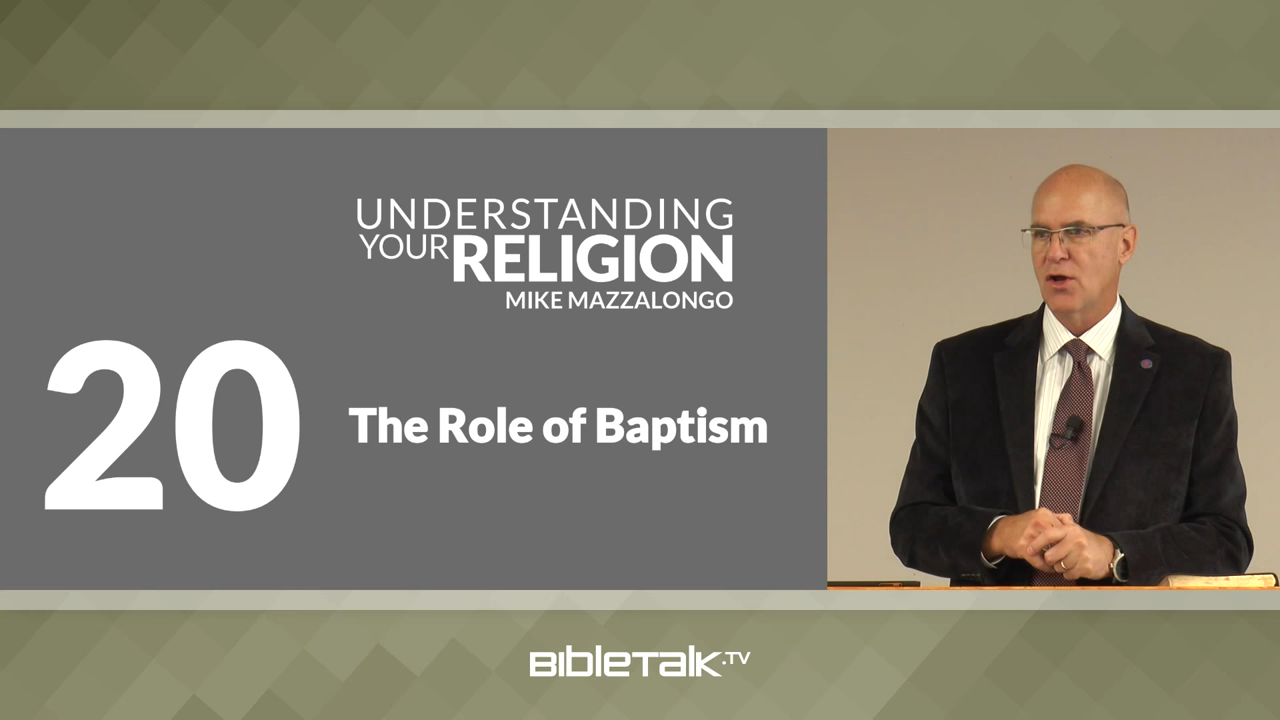 UNDERSTANDING
YOUR RELIGION
MIKE MAZZALONGO
20
The Role of Baptism
BIbleTalk.TV